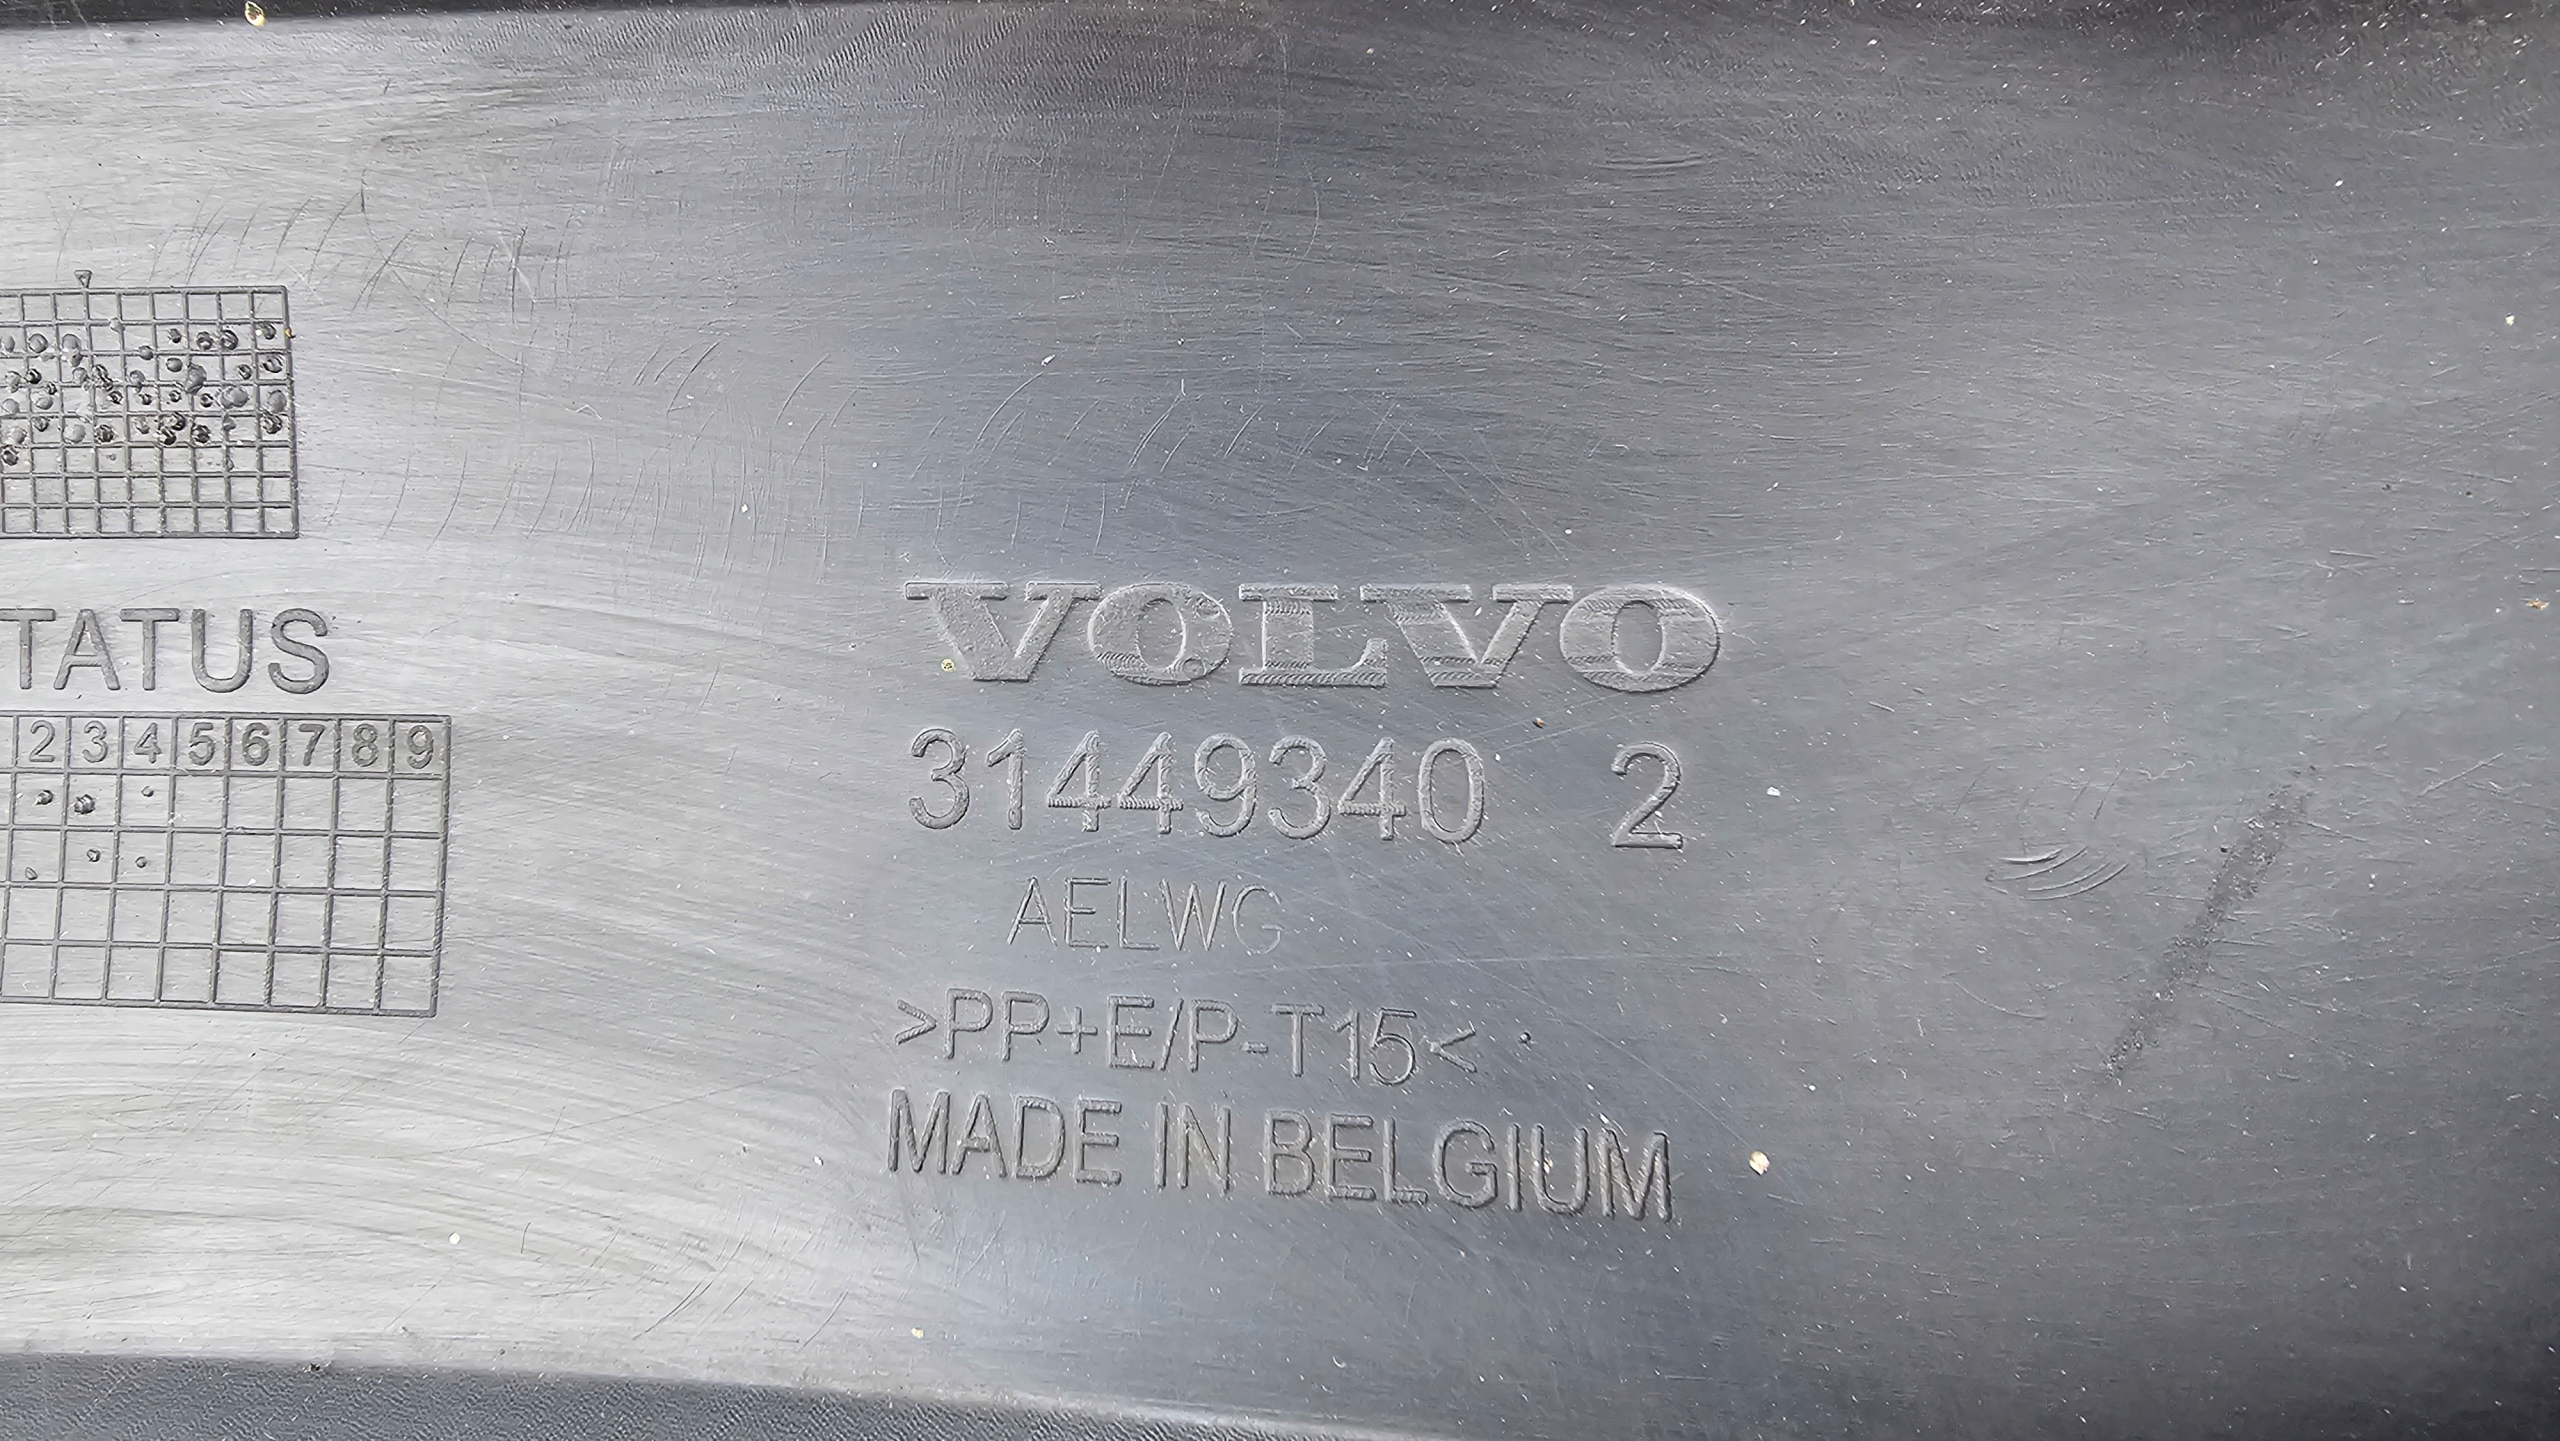 TATUS
2 3 4 5 6 7 8 9
VOLVO
31449340 2
AELWG
>PP+E/P-T15<
MADE IN BELGIUM